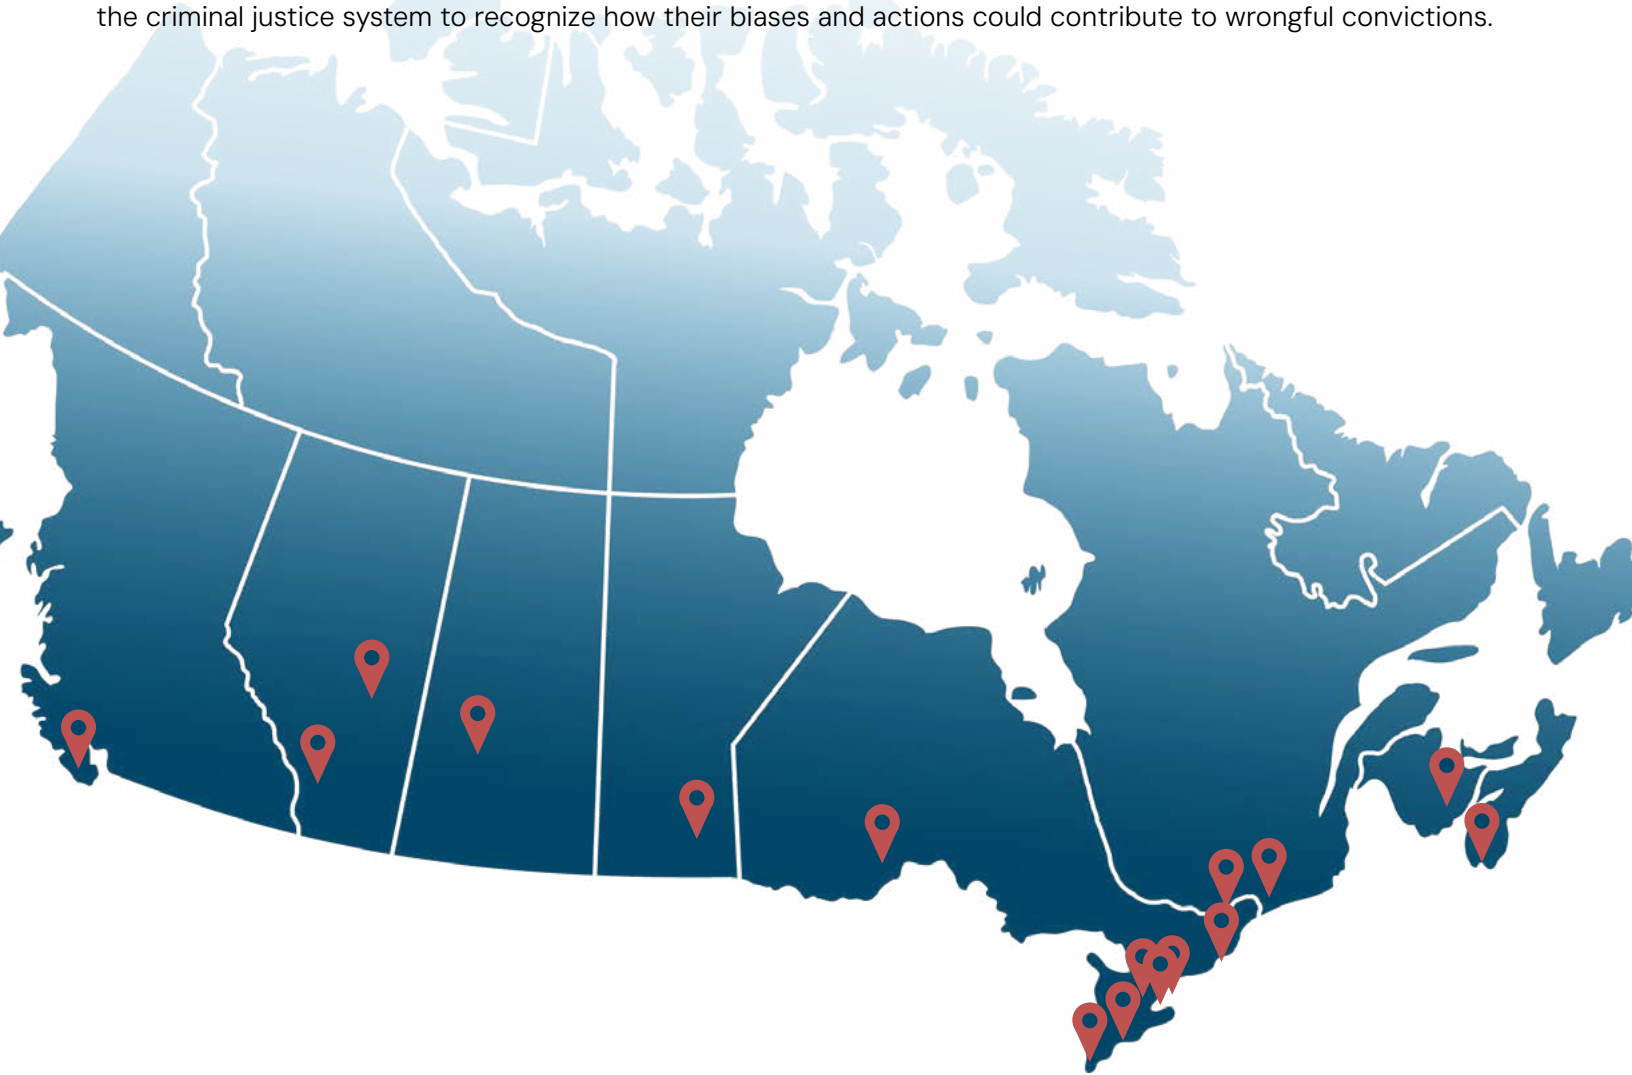 the criminal justice system to recognize how their biases and actions could contribute to wrongful convictions.